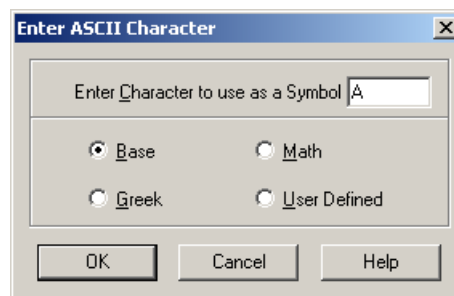 Enter ASCII Character
Enter Character to use as a Symbol A
Base Math
Greek User Defined
OK Cancel Help